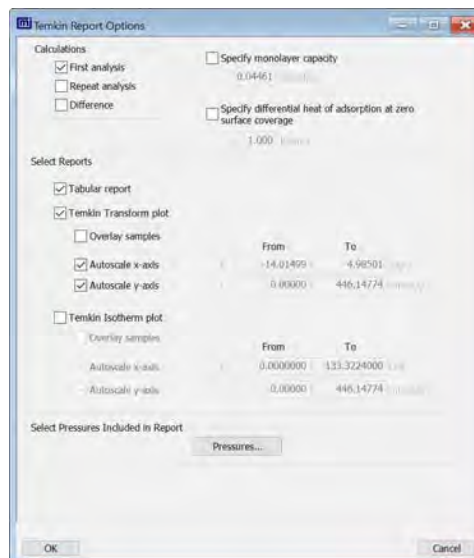 Temkin Report Options
Calculations
First analysis
Repeat analysis
Difference
Specify monolayer capacity
0.04461
Specify differential heat of adsorption at zero
surface coverage
1.000
Select Reports
Tabular report
Temkin Transform plot
Overlay samples
From To
Autoscale x-axis -14.01499 4.98501
Autoscale y-axis 0.00000 446.14774
Temkin Isotherm plot
Overlay samples
From To
Autoscale x-axis 0.0000000 133.3224000
Autoscale y-axis 0.00000 446.14774
Select Pressures Included in Report
Pressures...
OK Cancel